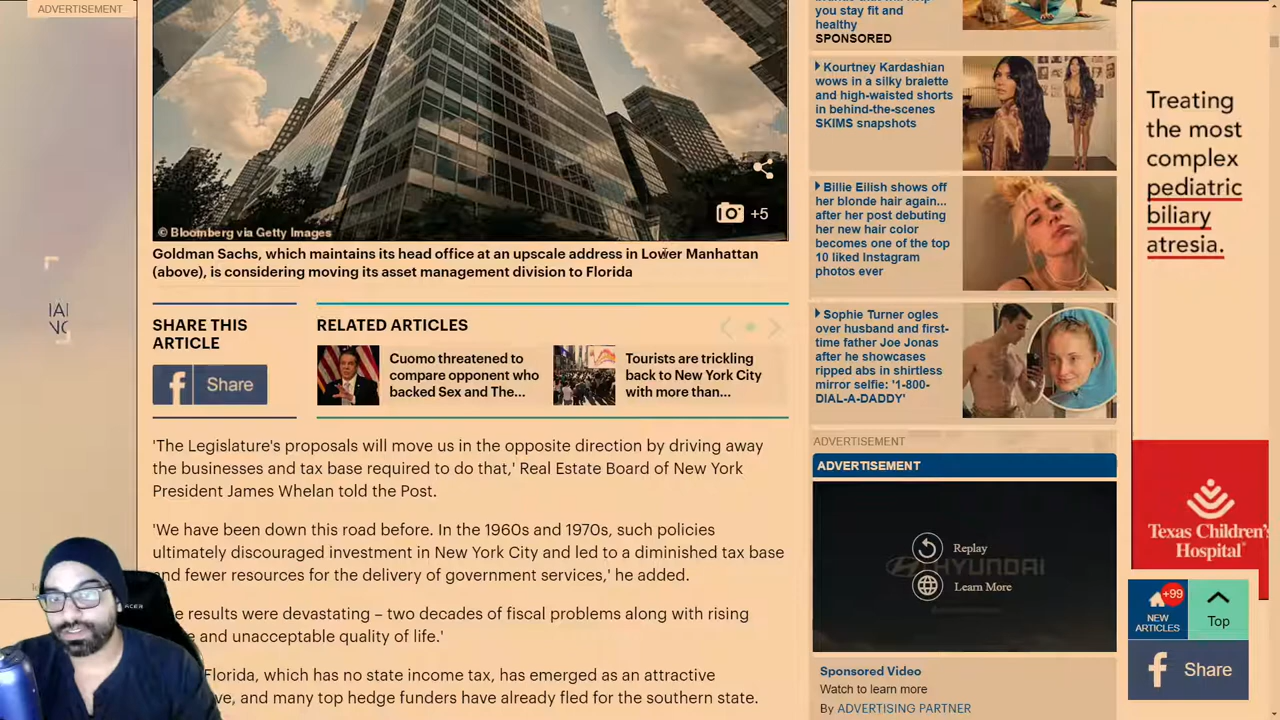 ADVERTISEMENT
© Bloomberg via Getty Images
+5
Goldman Sachs, which maintains its head office at an upscale address in Lower Manhattan
(above), is considering moving its asset management division to Florida
SHARE THIS
ARTICLE
Share
RELATED ARTICLES
Cuomo threatened to
compare opponent who
backed Sex and The...
Tourists are trickling
back to New York City
with more than...
'The Legislature's proposals will move us in the opposite direction by driving away
the businesses and tax base required to do that,' Real Estate Board of New York
President James Whelan told the Post.
'We have been down this road before. In the 1960s and 1970s, such policies
ultimately discouraged investment in New York City and led to a diminished tax base
and fewer resources for the delivery of government services,' he added.
results were devastating – two decades of fiscal problems along with rising
and unacceptable quality of life.'
Florida, which has no state income tax, has emerged as an attractive
and many top hedge funders have already fled for the southern state.
ACER
you stay fit and
healthy
SPONSORED
Kourtney Kardashian
wows in a silky bralette
and high-waisted shorts
in behind-the-scenes
SKIMS snapshots
Billie Eilish shows off
her blonde hair again...
after her post debuting
her new hair color
becomes one of the top
10 liked Instagram
photos ever
Sophie Turner ogles
over husband and first-
time father Joe Jonas
after he showcases
ripped abs in shirtless
mirror selfie: '1-800-
DIAL-A-DADDY'
ADVERTISEMENT
ADVERTISEMENT
Replay
HYUNDAI
Learn More
Sponsored Video
Watch to learn more
By ADVERTISING PARTNER
Treating
the most
complex
pediatric
biliary
atresia.
Texas Children's
Hospital
+99
NEW
ARTICLES
Top
Share